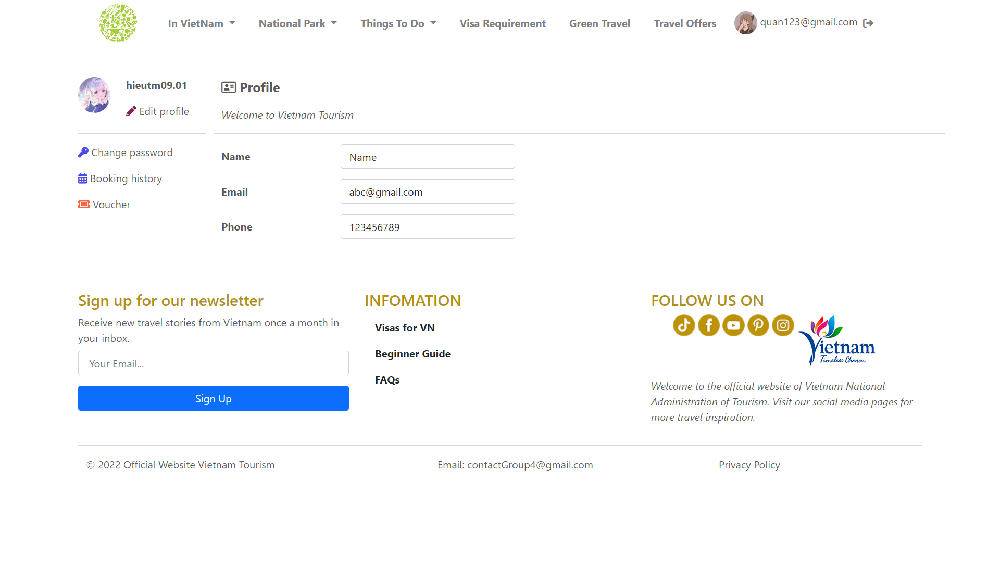 In VietNam
National Park
Things To Do
Visa Requirement
Green Travel
Travel Offers
quan123@gmail.com
hieutm09.01
Edit profile
Change password
Booking history
Voucher
Profile
Welcome to Vietnam Tourism
Name
Name
Email
abc@gmail.com
Phone
123456789
Sign up for our newsletter
Receive new travel stories from Vietnam once a month in
your inbox.
Your Email...
Sign Up
INFOMATION
Visas for VN
Beginner Guide
FAQs
FOLLOW US ON
Vietnam
Timeless Charm
Welcome to the official website of Vietnam National
Administration of Tourism. Visit our social media pages for
more travel inspiration.
© 2022 Official Website Vietnam Tourism
Email: contactGroup4@gmail.com
Privacy Policy